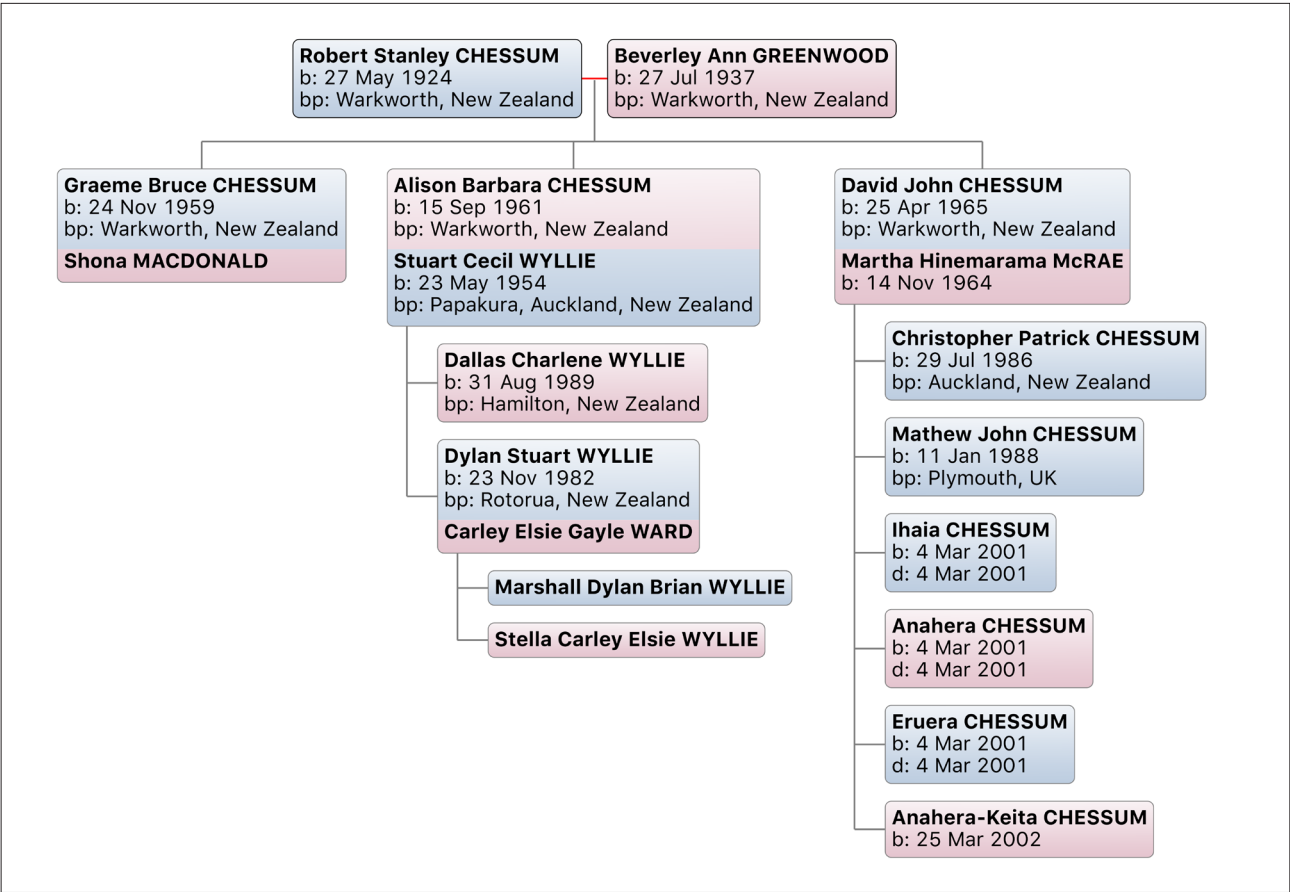 Robert Stanley CHESSUM
b: 27 May 1924
bp: Warkworth, New Zealand
Beverley Ann GREENWOOD
b: 27 Jul 1937
bp: Warkworth, New Zealand
Graeme Bruce CHESSUM
b: 24 Nov 1959
bp: Warkworth, New Zealand
Shona MACDONALD
Alison Barbara CHESSUM
b: 15 Sep 1961
bp: Warkworth, New Zealand
Stuart Cecil WYLLIE
b: 23 May 1954
bp: Papakura, Auckland, New Zealand
Dallas Charlene WYLLIE
b: 31 Aug 1989
bp: Hamilton, New Zealand
Dylan Stuart WYLLIE
b: 23 Nov 1982
bp: Rotorua, New Zealand
Carley Elsie Gayle WARD
Marshall Dylan Brian WYLLIE
Stella Carley Elsie WYLLIE
David John CHESSUM
b: 25 Apr 1965
bp: Warkworth, New Zealand
Martha Hinemarama McRAE
b: 14 Nov 1964
Christopher Patrick CHESSUM
b: 29 Jul 1986
bp: Auckland, New Zealand
Mathew John CHESSUM
b: 11 Jan 1988
bp: Plymouth, UK
Ihaia CHESSUM
b: 4 Mar 2001
d: 4 Mar 2001
Anahera CHESSUM
b: 4 Mar 2001
d: 4 Mar 2001
Eruera CHESSUM
b: 4 Mar 2001
d: 4 Mar 2001
Anahera-Keita CHESSUM
b: 25 Mar 2002